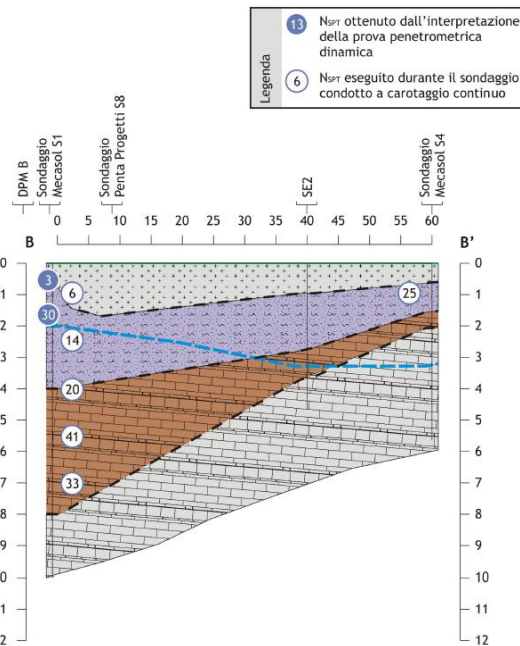 Legenda
13 NSPT ottenuto dall'interpretazione
della prova penetrometrica
dinamica
6 NSPT eseguito durante il sondaggio
condotto a carotaggio continuo
DPM B
Sondaggio
Mecasol S1
Sondaggio
Penta Progetti S8
SE2
Sondaggio
Mecasol S4
0 5 10 15 20 25 30 35 40 45 50 55 60
B B'
0 0
1 3 6 25 1
2 30 14 2
3 3
4 20 4
5 41 5
6 6
7 33 7
8 8
9 9
0 10
1 11
2 12